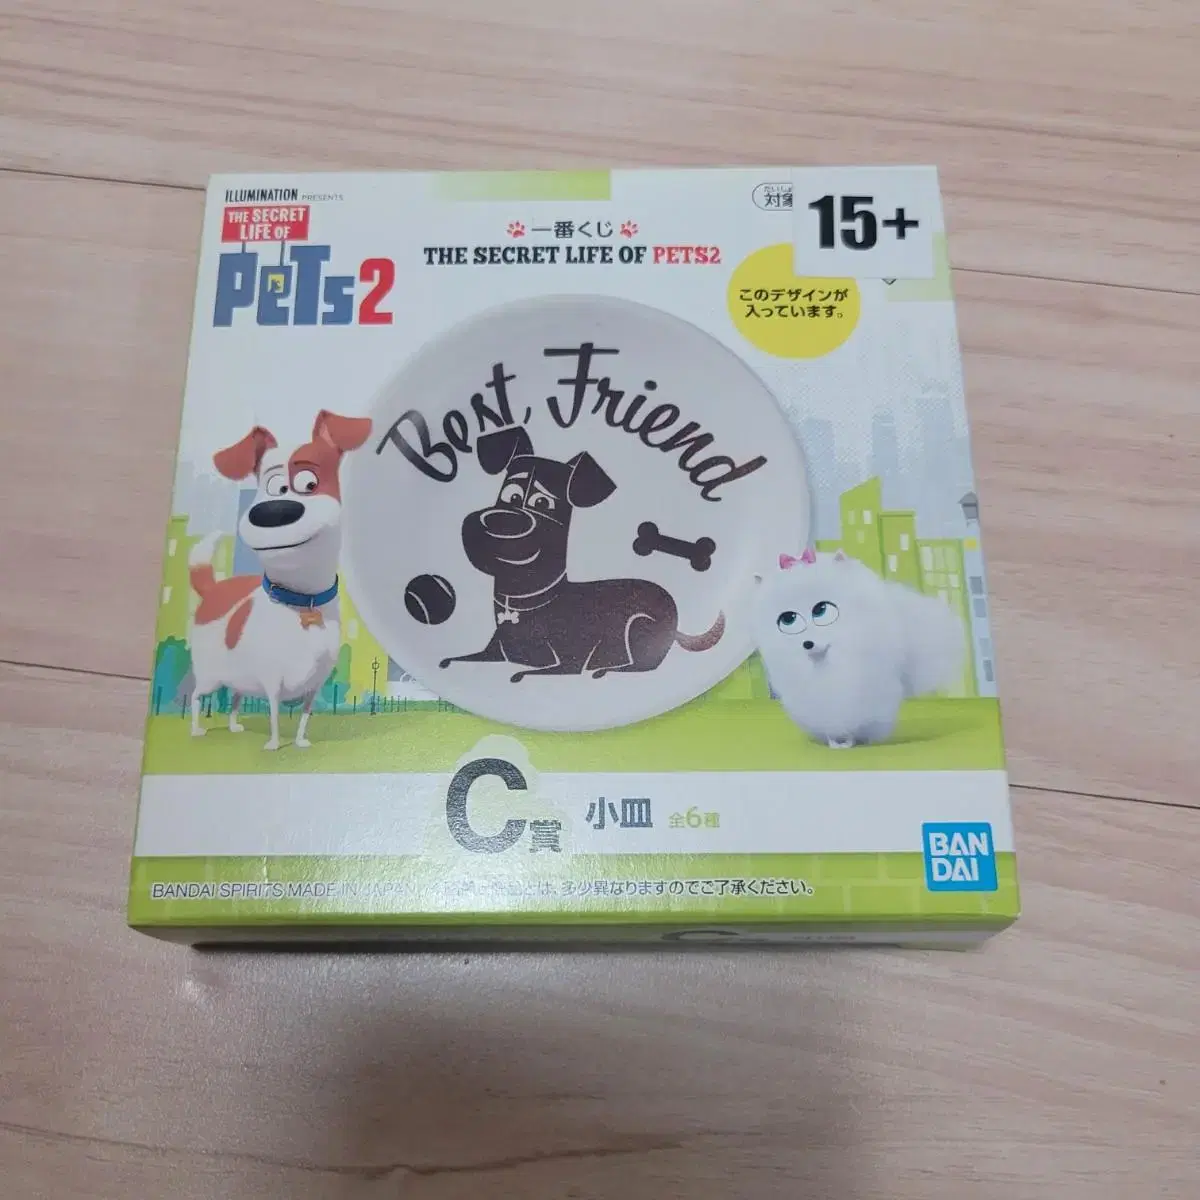 ILLUMINATION PRESENTS
THE SECRET
LIFE OF
PETS2
一番くじ
THE SECRET LIFE OF PETS2
15+
このデザインが
入っています。
Best Friend
C賞 小皿 全6種
BAN
DAI
BANDAI SPIRITS MADE IN JAPAN
多少異なりますのでご了承ください。